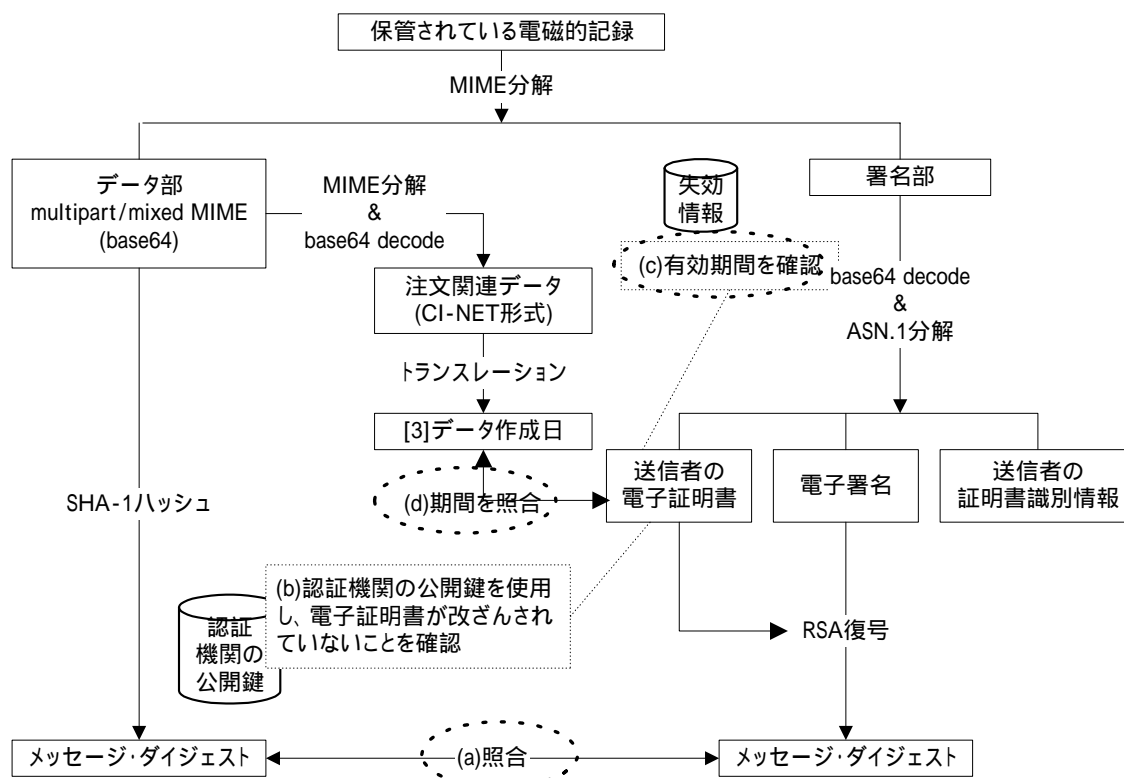 保管されている電磁的記録
MIME分解
データ部
multipart/mixed MIME
(base64)
MIME分解
&
base64 decode
失効
情報
署名部
(c)有効期間を確認
base64 decode
&
ASN.1分解
注文関連データ
(CI-NET形式)
トランスレーション
[3]データ作成日
(d)期間を照合
送信者の
電子証明書
電子署名
送信者の
証明書識別情報
SHA-1ハッシュ
(b)認証機関の公開鍵を使用
し、電子証明書が改ざんされ
ていないことを確認
認証
機関の
公開鍵
RSA復号
メッセージ・ダイジェスト
(a)照合
メッセージ・ダイジェスト